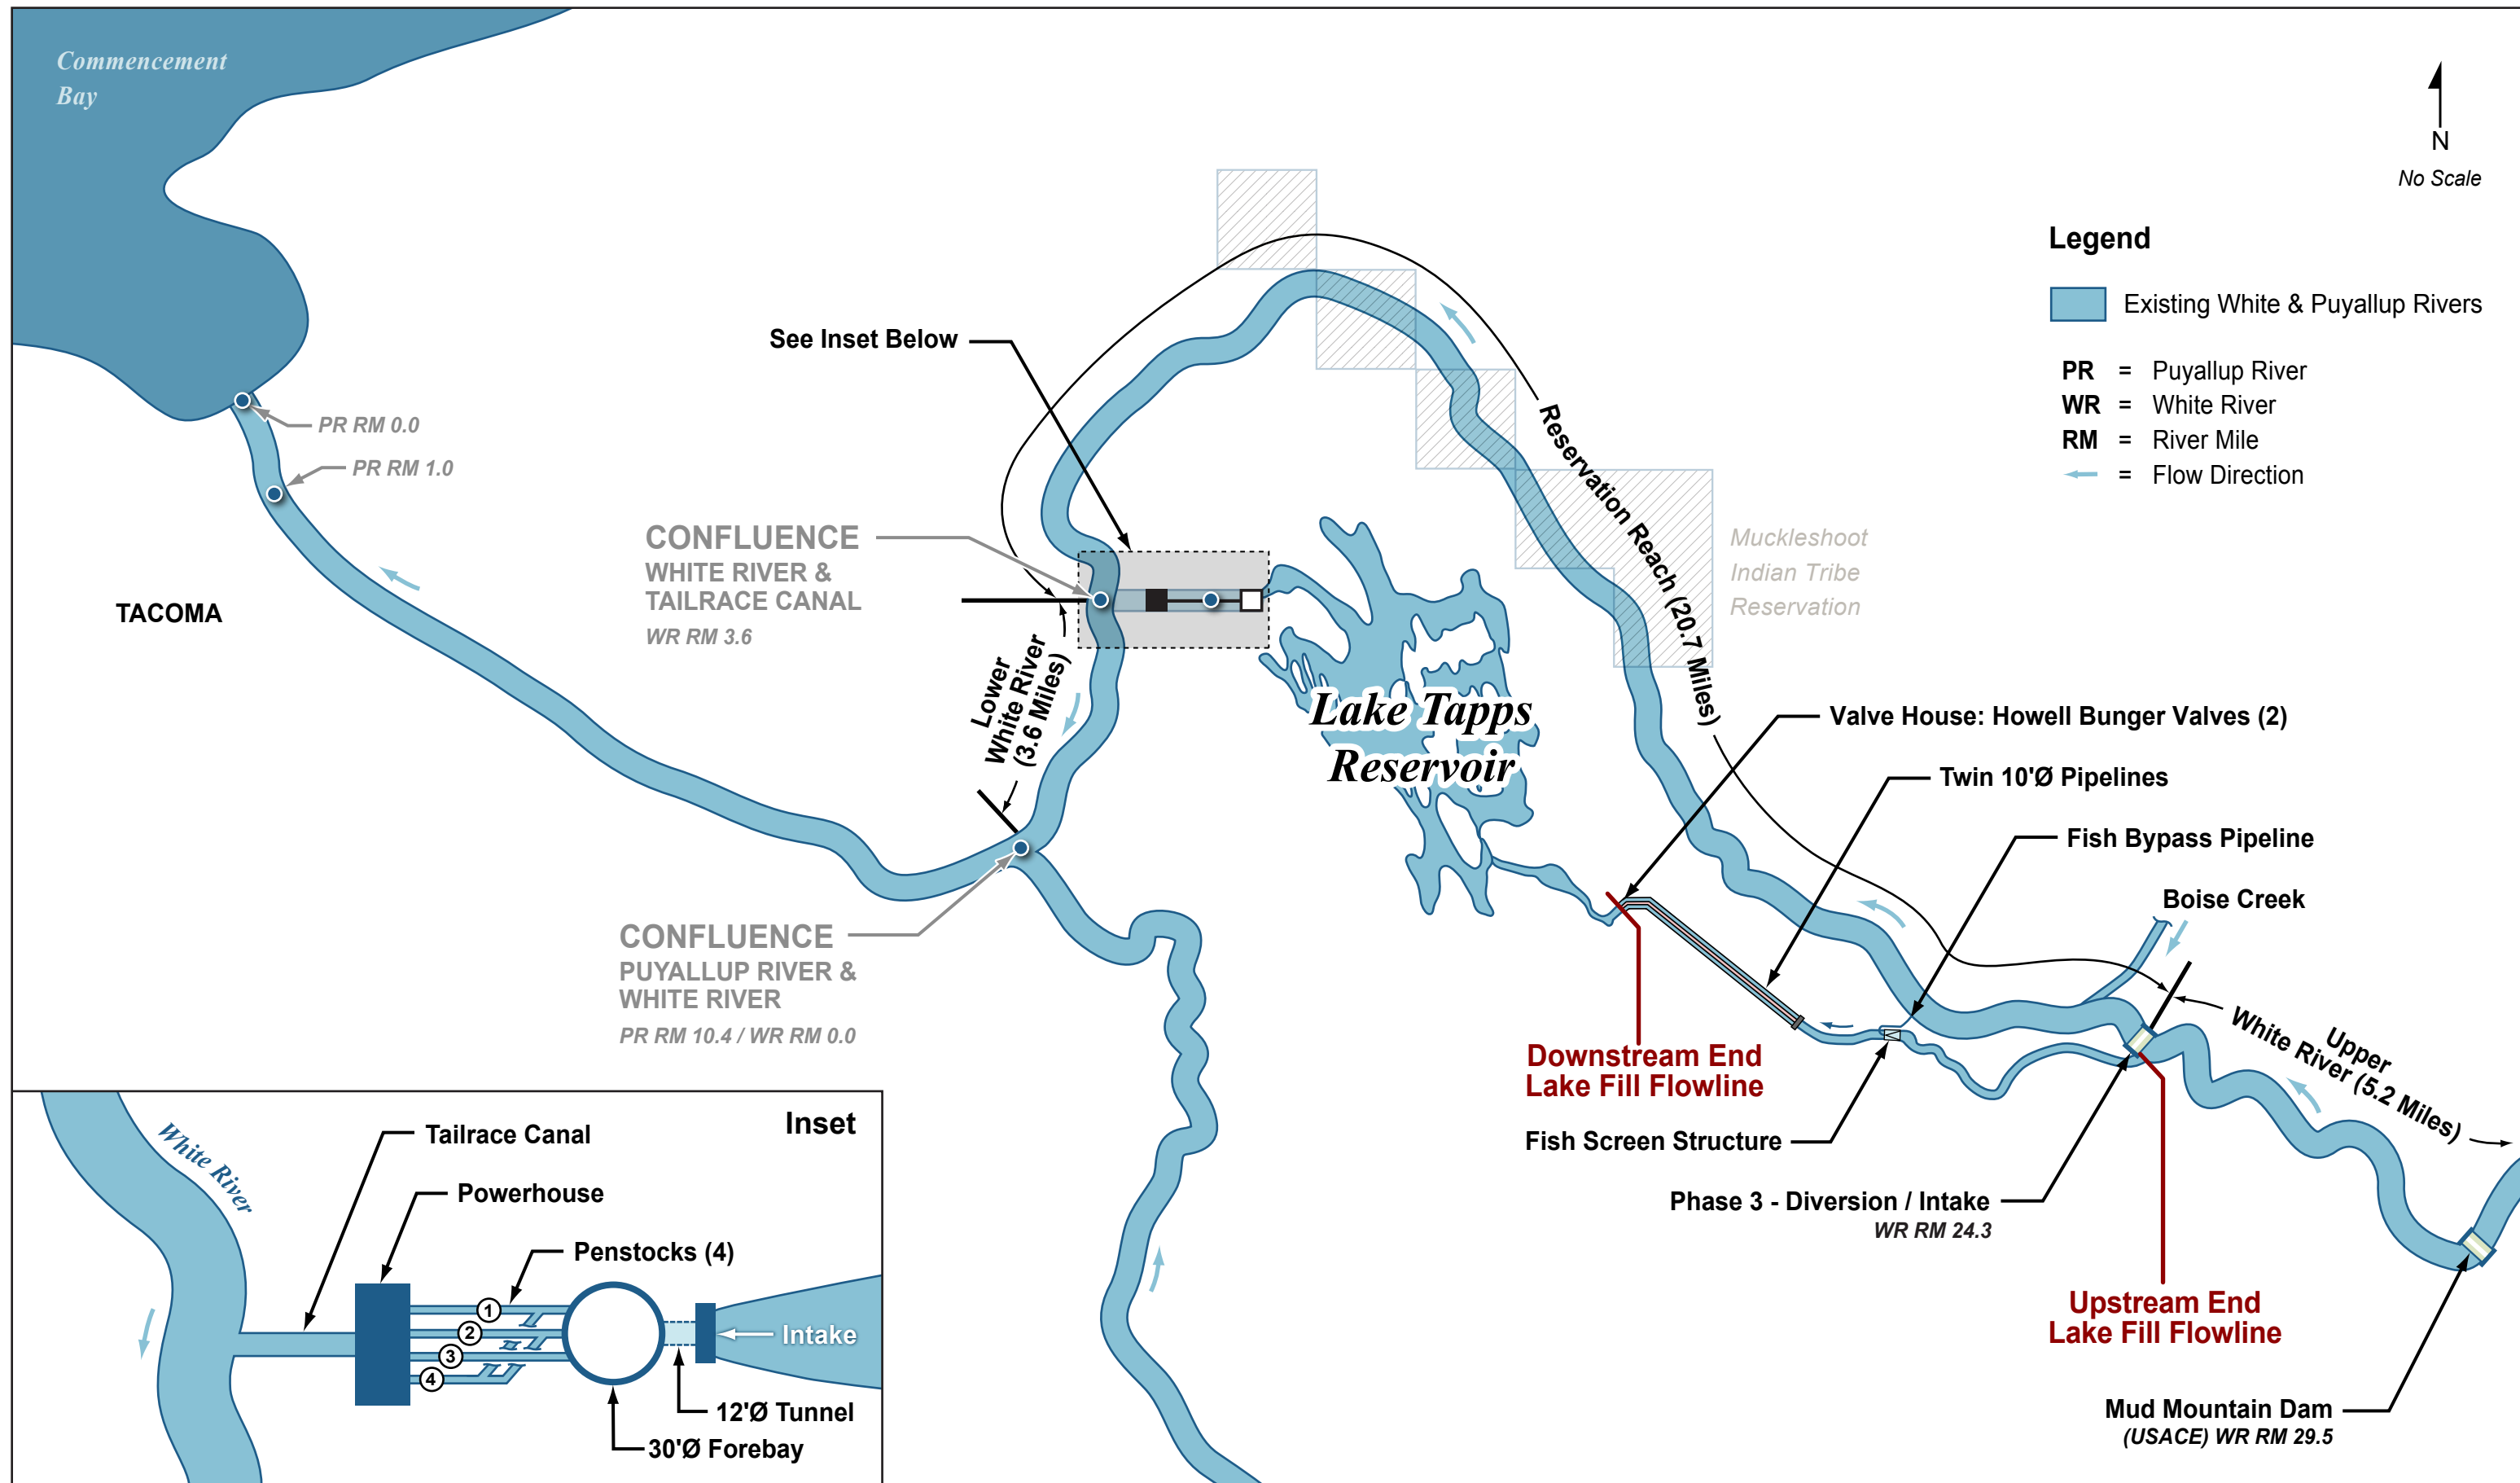 Commencement
Bay
N
No Scale
Legend
Existing White & Puyallup Rivers
PR = Puyallup River
WR = White River
RM = River Mile
= Flow Direction
See Inset Below
PR RM 0.0
PR RM 1.0
TACOMA
CONFLUENCE
WHITE RIVER &
TAILRACE CANAL
WR RM 3.6
Reservation Reach (20.7 Miles)
Muckleshoot
Indian Tribe
Reservation
Lower
White River
(3.6 Miles)
Lake Tapps
Reservoir
Valve House: Howell Bunger Valves (2)
Twin 10'Ø Pipelines
Fish Bypass Pipeline
Boise Creek
CONFLUENCE
PUYALLUP RIVER &
WHITE RIVER
PR RM 10.4 / WR RM 0.0
Upper
White River (5.2 Miles)
Downstream End
Lake Fill Flowline
Fish Screen Structure
Phase 3 - Diversion / Intake
WR RM 24.3
Upstream End
Lake Fill Flowline
Mud Mountain Dam
(USACE) WR RM 29.5
Inset
White River
Tailrace Canal
Powerhouse
Penstocks (4)
1
2
3
4
Intake
12'Ø Tunnel
30'Ø Forebay